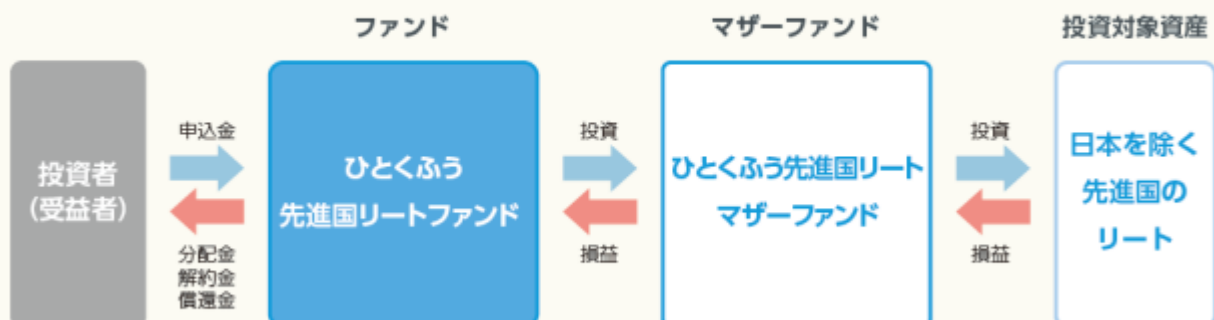 ファンド
マザーファンド
投資対象資産
投資者
（受益者）
申込金
分配金
解約金
償還金
ひとくふう
先進国リートファンド
投資
損益
ひとくふう先進国リート
マザーファンド
投資
損益
日本を除く
先進国の
リート